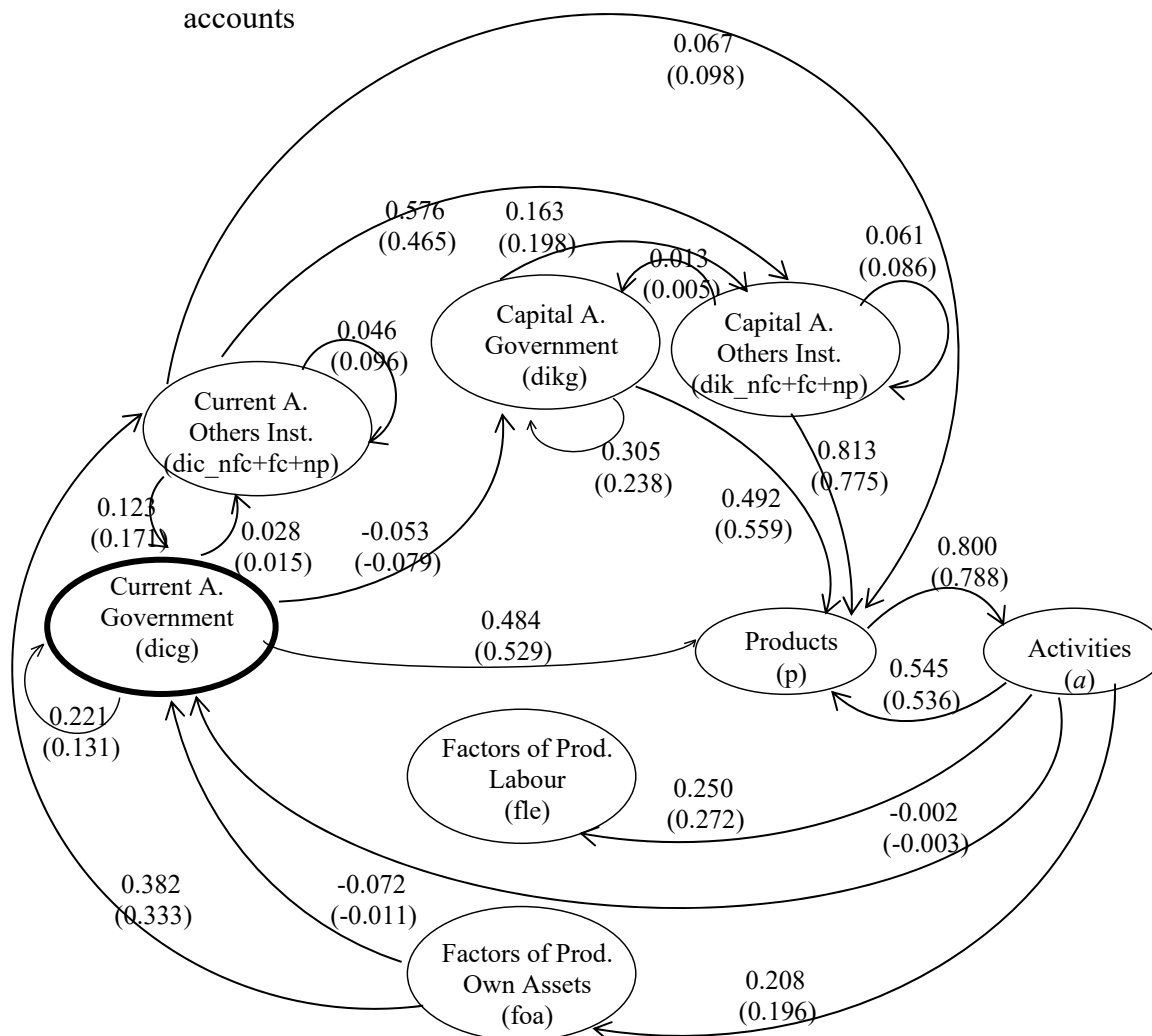 accounts
0.067
(0.098)
0.576
(0.465)
0.163
(0.198)
0.013
(0.005)
0.061
(0.086)
Capital A.
Government
(dikg)
Capital A.
Others Inst.
(dik_nfc+fc+np)
0.046
(0.096)
Current A.
Others Inst.
(dic_nfc+fc+np)
0.305
(0.238)
0.813
(0.775)
0.492
(0.559)
0.123
(0.171)
0.028
(0.015)
-0.053
(-0.079)
0.800
(0.788)
Current A.
Government
(dicg)
0.484
(0.529)
Products
(p)
0.545
(0.536)
Activities
(a)
0.221
(0.131)
Factors of Prod.
Labour
(fle)
0.250
(0.272)
-0.002
(-0.003)
0.382
(0.333)
-0.072
(-0.011)
Factors of Prod.
Own Assets
(foa)
0.208
(0.196)